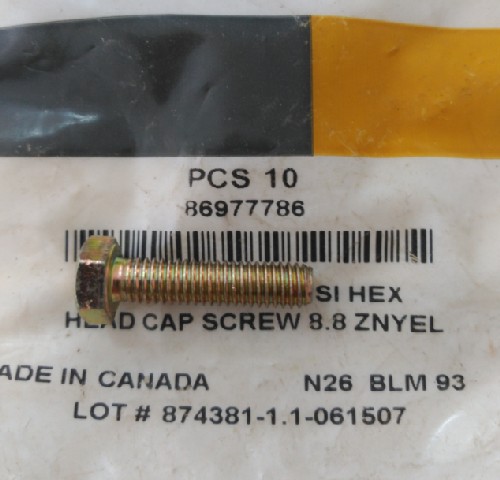 PCS 10
86977786
SI HEX
HEAD CAP SCREW 8.8 ZNYEL
ADE IN CANADA N26 BLM 93
LOT # 874381-1.1-061507